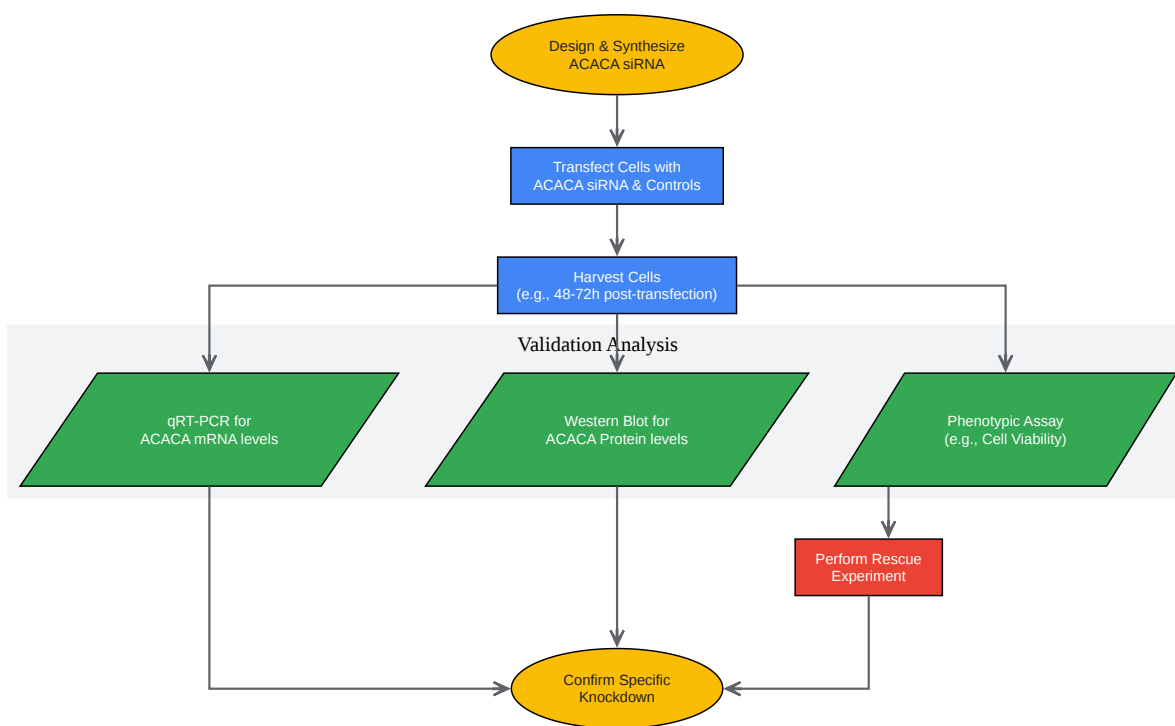 Design & Synthesize
ACACA siRNA
Transfect Cells with
ACACA siRNA & Controls
Harvest Cells
(e.g., 48-72h post-transfection)
Validation Analysis
qRT-PCR for
ACACA mRNA levels
Western Blot for
ACACA Protein levels
Phenotypic Assay
(e.g., Cell Viability)
Perform Rescue
Experiment
Confirm Specific
Knockdown